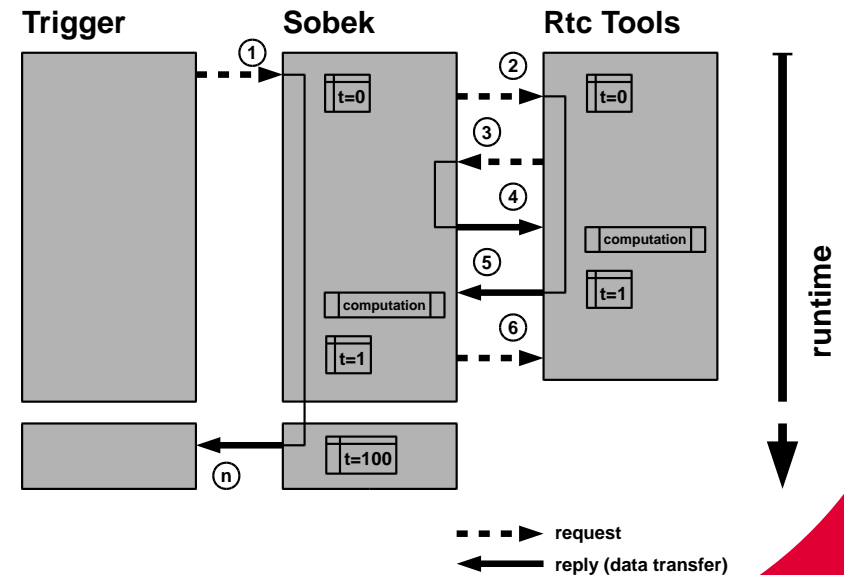 Trigger Sobek Rtc Tools
1
2
t=0 t=0
3
4
computation
5
t=1
computation
6
t=1
runtime
t=100
n
request
reply (data transfer)